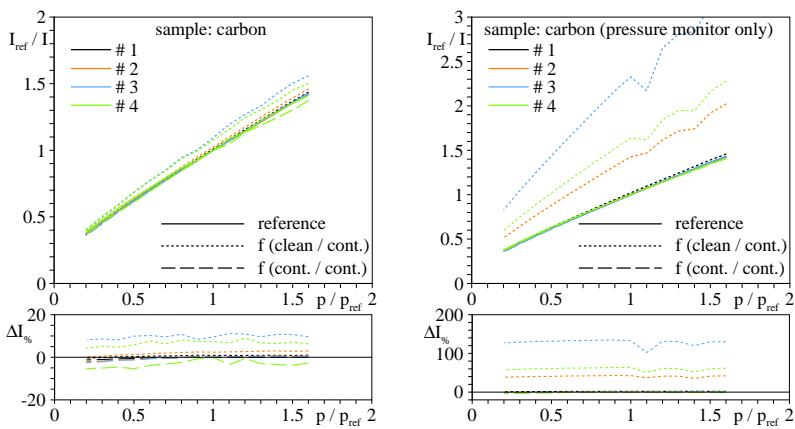 sample: carbon
I_ref / I
# 1
# 2
# 3
# 4
reference
f (clean / cont.)
f (cont. / cont.)
2
1.5
1
0.5
0
0 0.5 1 1.5 2
p / p_ref
ΔI_%
20
0
-20
0 0.5 1 1.5 2
p / p_ref
sample: carbon (pressure monitor only)
I_ref / I
# 1
# 2
# 3
# 4
reference
f (clean / cont.)
f (cont. / cont.)
3
2.5
2
1.5
1
0.5
0
0 0.5 1 1.5 2
p / p_ref
ΔI_%
200
100
0
0 0.5 1 1.5 2
p / p_ref